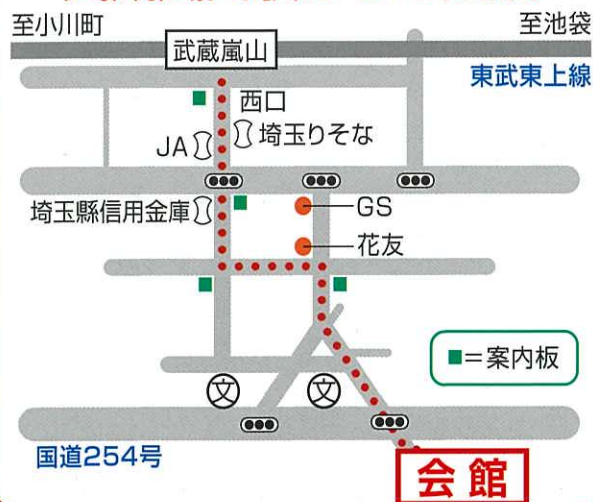 至小川町
至池袋
武蔵嵐山
東武東上線
西口
JA
埼玉りそな
埼玉縣信用金庫
GS
花友
■=案内板
文
文
国道254号
会館